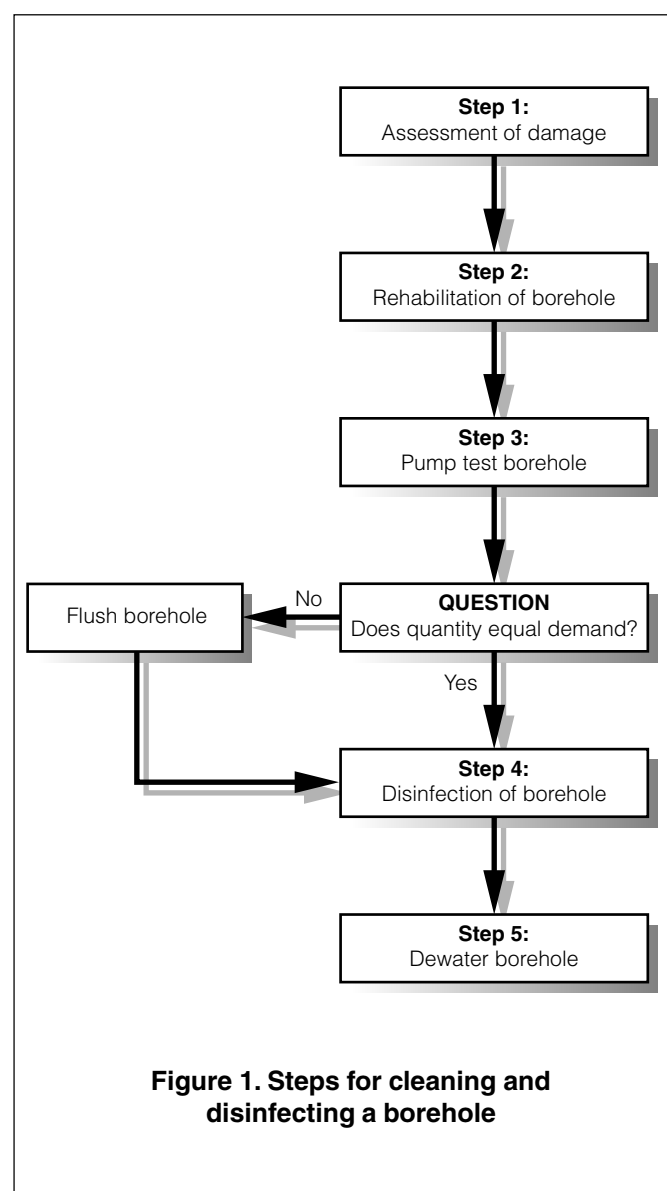 Step 1:
Assessment of damage
Step 2:
Rehabilitation of borehole
Step 3:
Pump test borehole
QUESTION
Does quantity equal demand?
No
Flush borehole
Yes
Step 4:
Disinfection of borehole
Step 5:
Dewater borehole
Figure 1. Steps for cleaning and
disinfecting a borehole